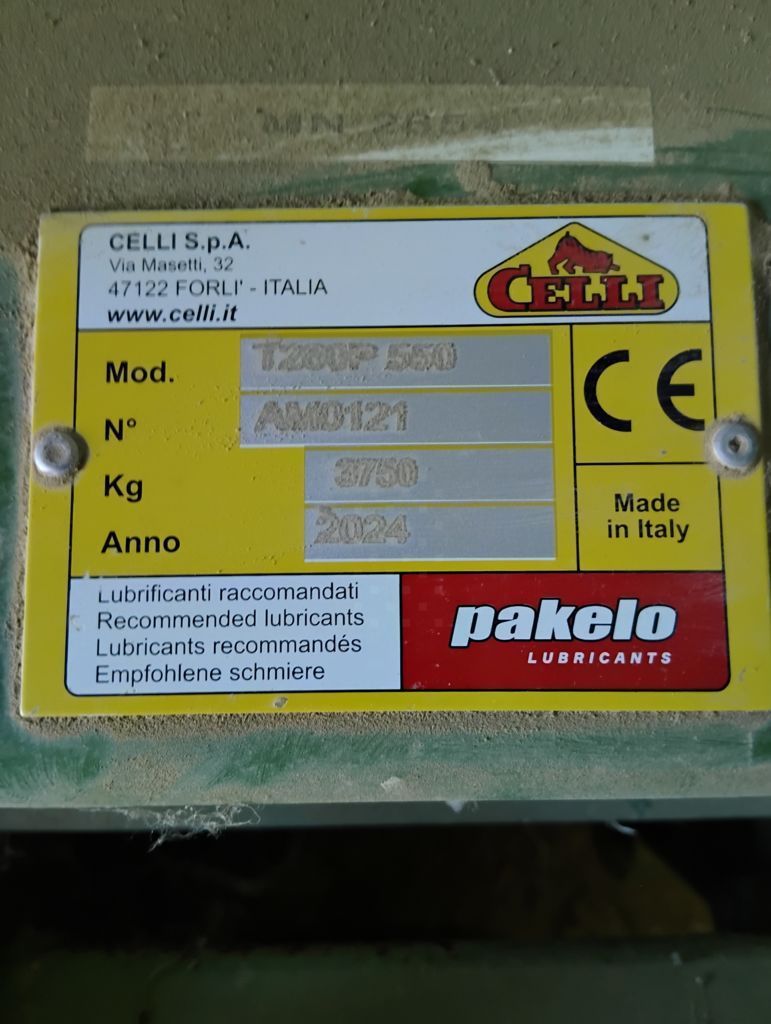 CELLI S.p.A.
Via Masetti, 32
47122 FORLI' - ITALIA
www.celli.it
CELLI
Mod. T280P 560
N° AM0121
Kg 3750
Anno 2024
CE
Made
in Italy
Lubrificanti raccomandati
Recommended lubricants
Lubricants recommandés
Empfohlene schmiere
pakelo
LUBRICANTS